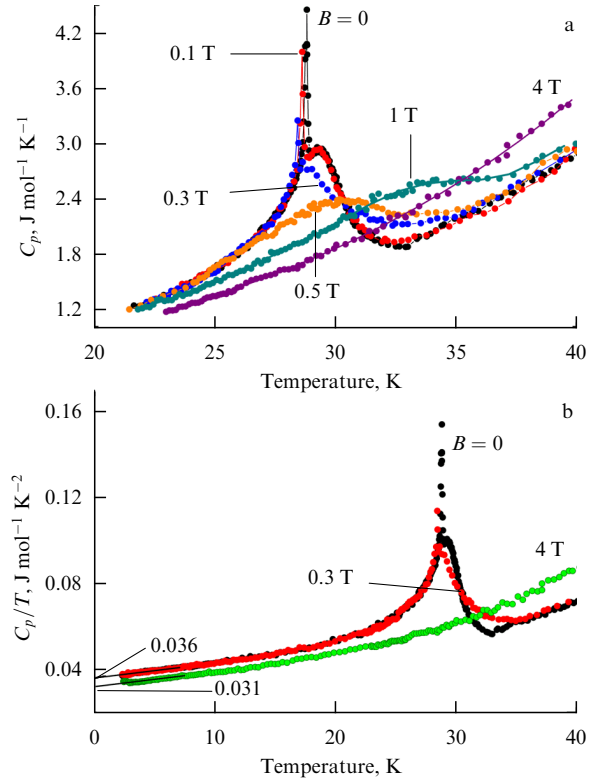 a
B = 0
4.2
0.1 T
4 T
3.6
1 T
3.0
0.3 T
2.4
1.8
0.5 T
1.2
C_p, J mol⁻¹ K⁻¹
20 25 30 35 40
Temperature, K
b
0.16
B = 0
0.12
4 T
0.3 T
0.08
0.036
0.04
0.031
C_p/T, J mol⁻¹ K⁻²
0 10 20 30 40
Temperature, K